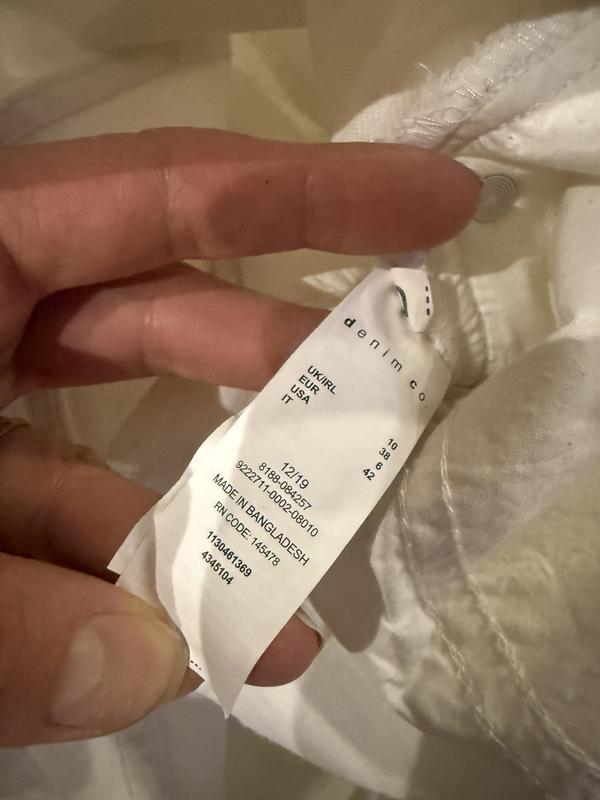 denim co.
UK/IRL 10
EUR 38
USA 6
IT 42
12/19
8188-084257
9222711-0002-08010
MADE IN BANGLADESH
RN CODE: 145478
1130461369
4345104